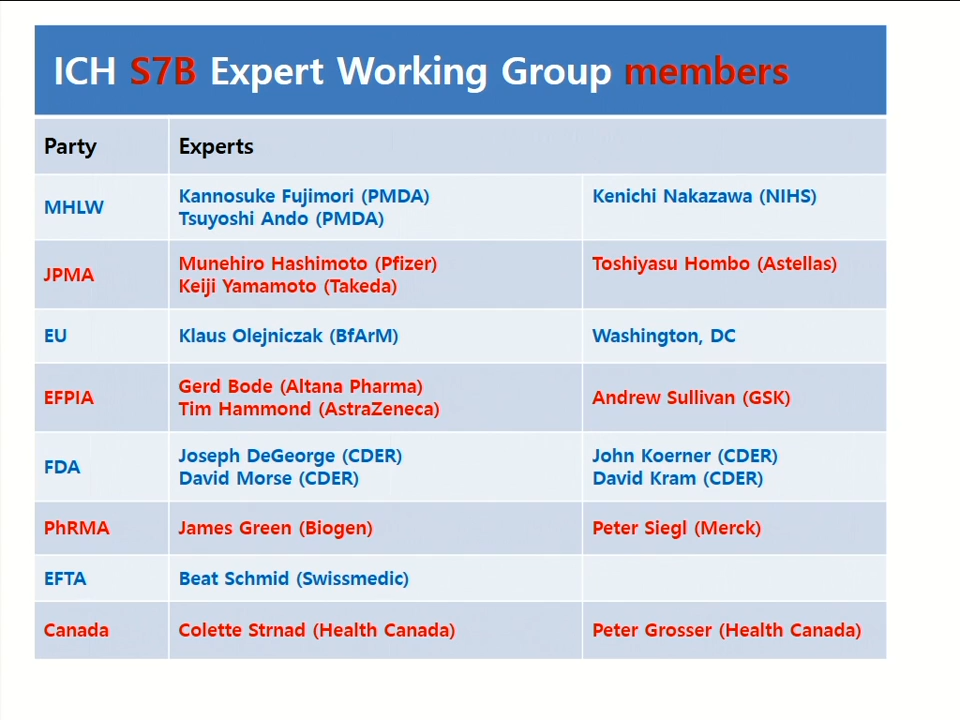 ICH S7B Expert Working Group members
Party Experts
MHLW Kannosuke Fujimori (PMDA) Kenichi Nakazawa (NIHS)
Tsuyoshi Ando (PMDA)
JPMA Munehiro Hashimoto (Pfizer) Toshiyasu Hombo (Astellas)
Keiji Yamamoto (Takeda)
EU Klaus Olejniczak (BfArM) Washington, DC
EFPIA Gerd Bode (Altana Pharma) Andrew Sullivan (GSK)
Tim Hammond (AstraZeneca)
FDA Joseph DeGeorge (CDER) John Koerner (CDER)
David Morse (CDER) David Kram (CDER)
PhRMA James Green (Biogen) Peter Siegl (Merck)
EFTA Beat Schmid (Swissmedic)
Canada Colette Strnad (Health Canada) Peter Grosser (Health Canada)